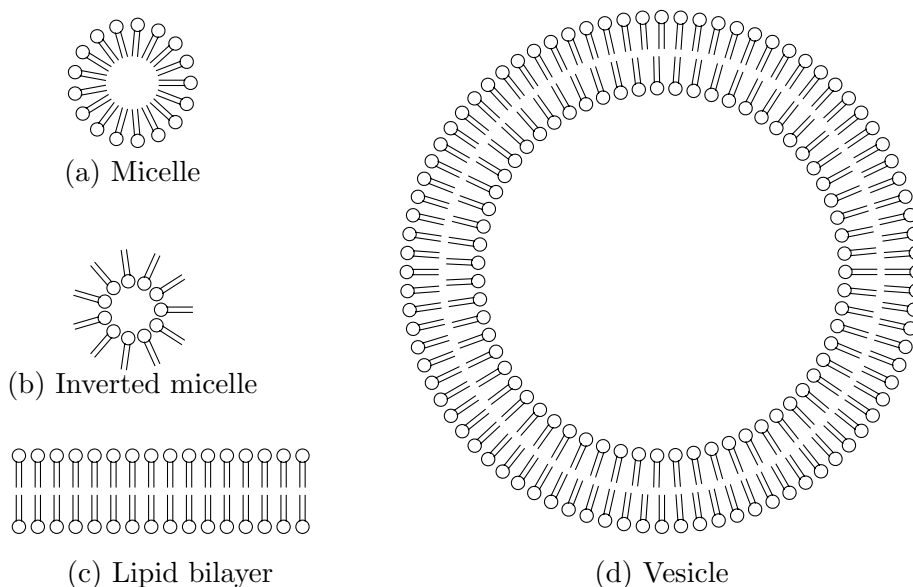 (a) Micelle
(b) Inverted micelle
(c) Lipid bilayer
(d) Vesicle